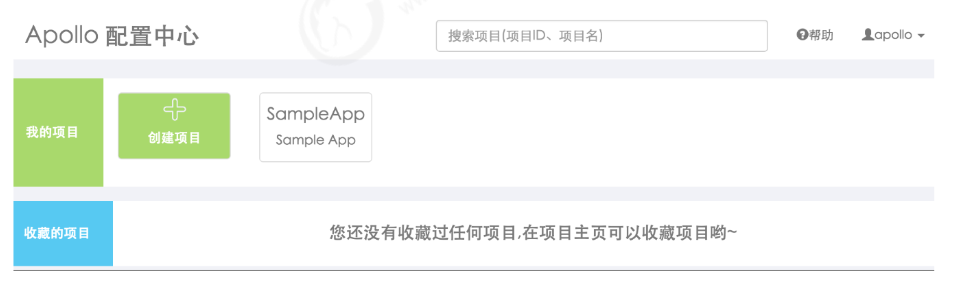 Apollo 配置中心
搜索项目(项目ID、项目名)
帮助
apollo
我的项目
创建项目
SampleApp
Sample App
收藏的项目
您还没有收藏过任何项目,在项目主页可以收藏项目哟~